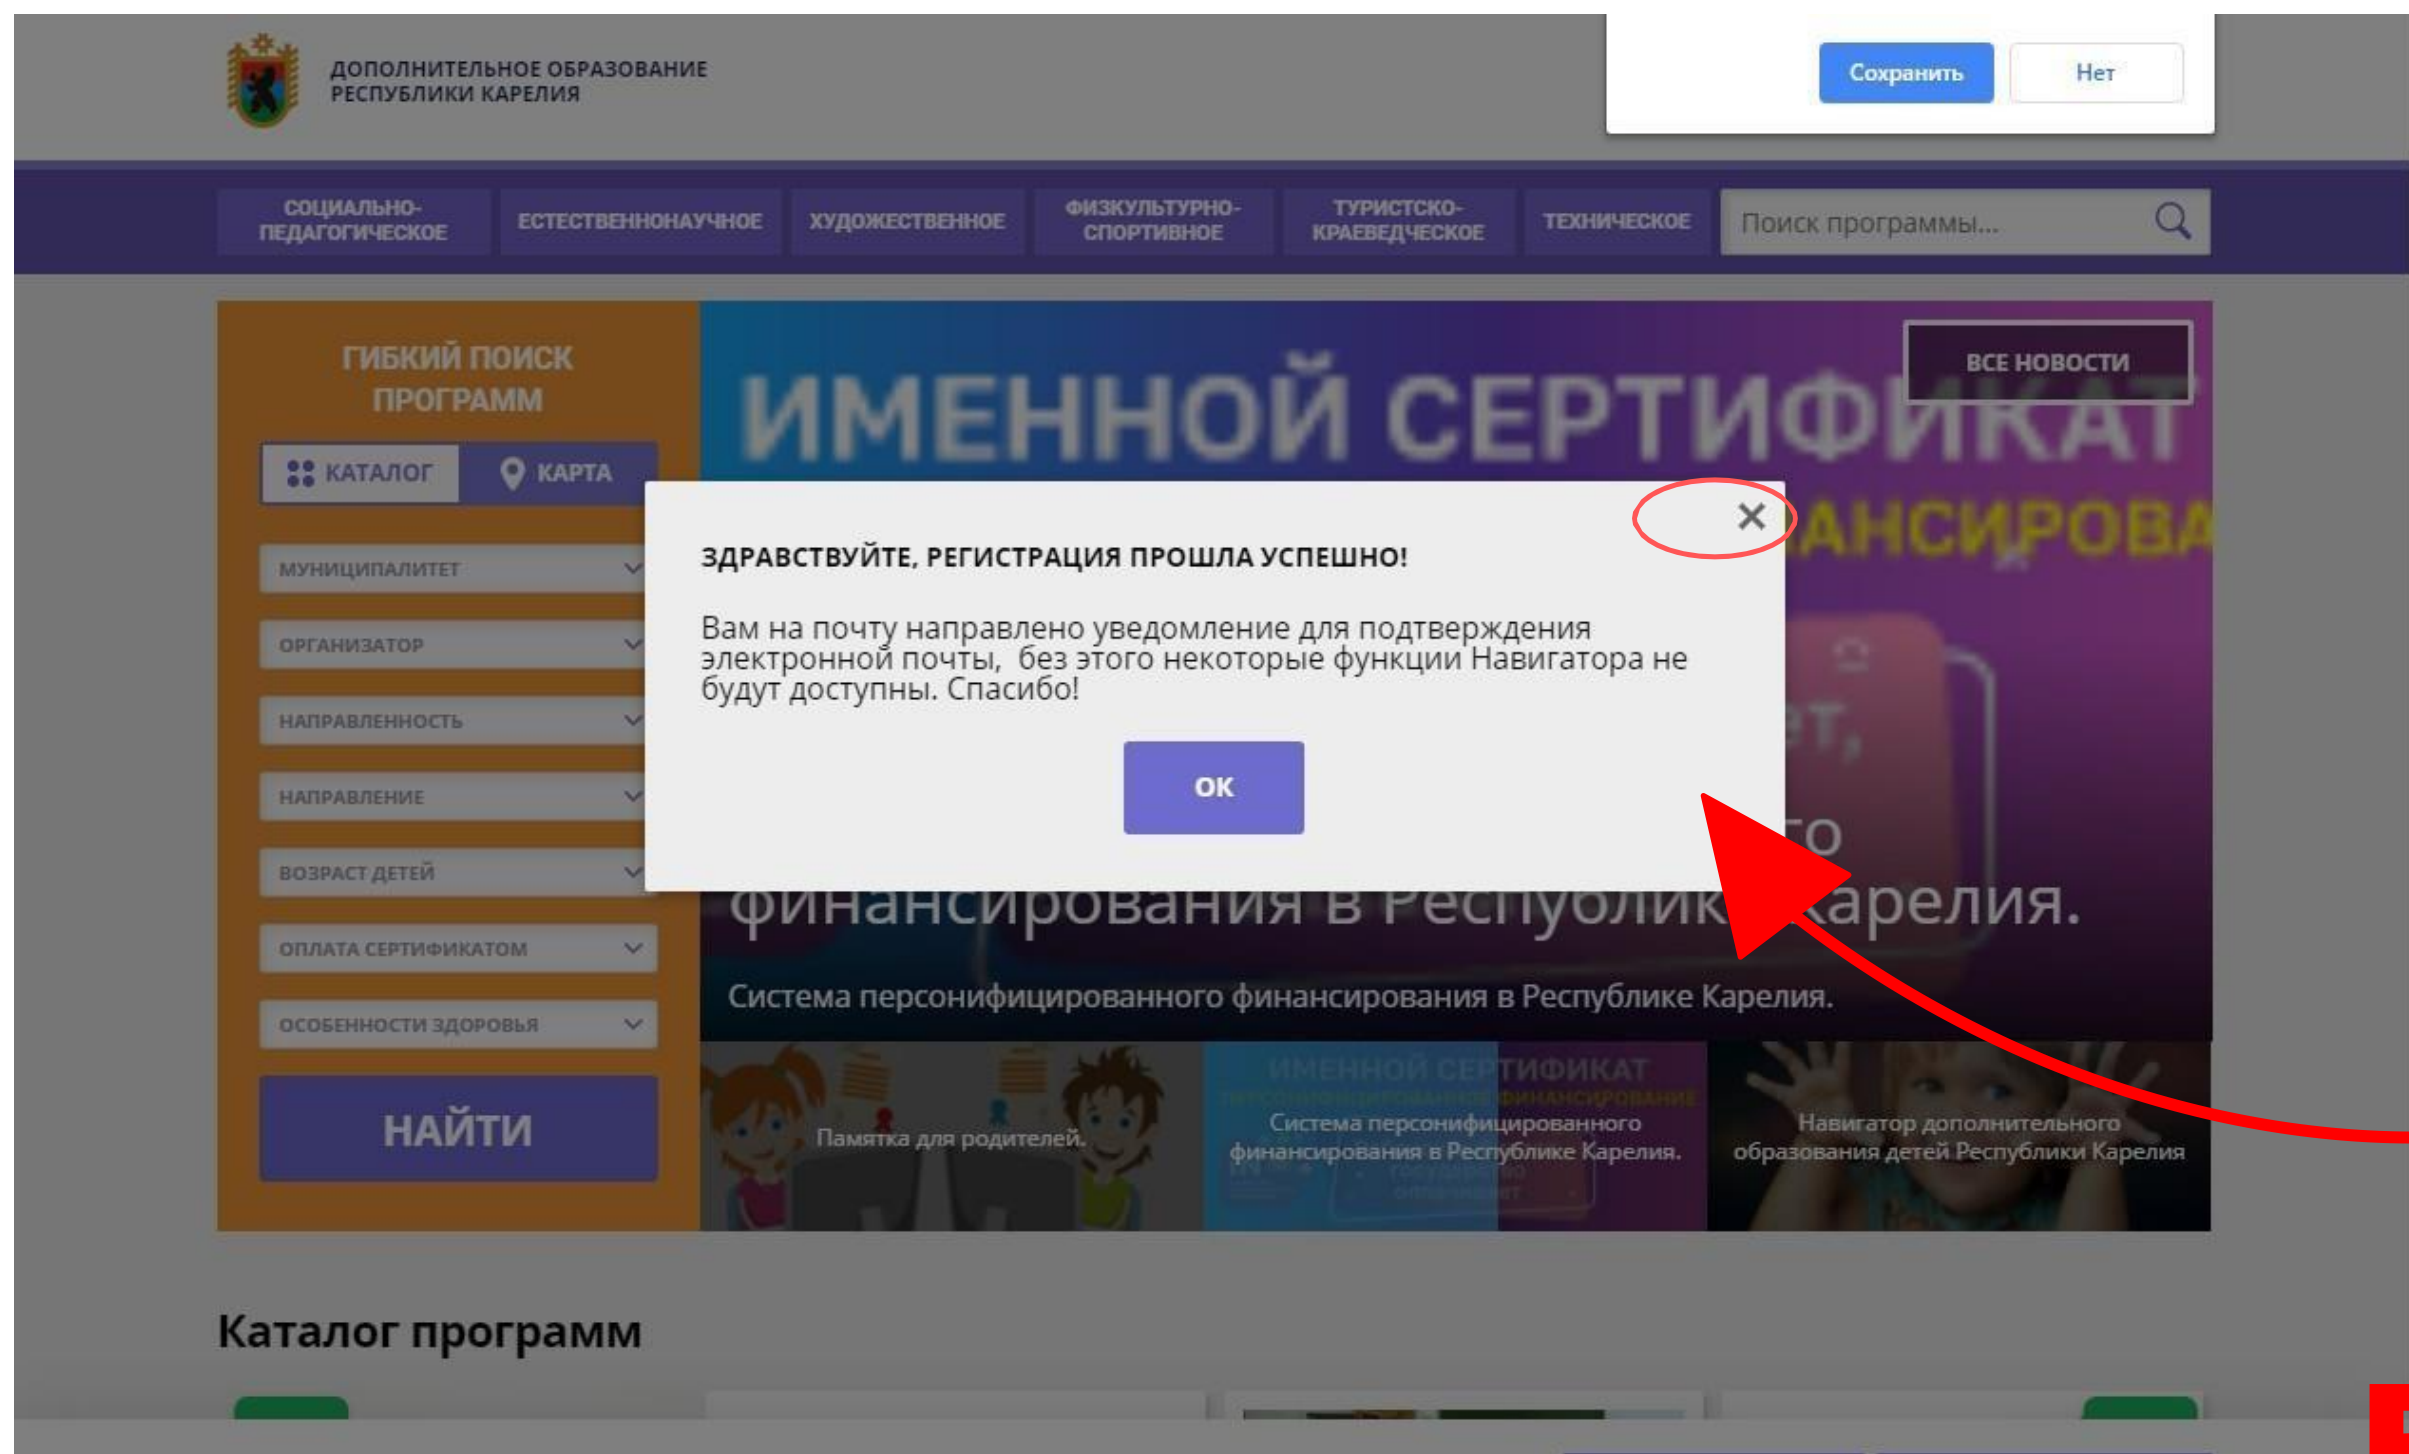 ДОПОЛНИТЕЛЬНОЕ ОБРАЗОВАНИЕ
РЕСПУБЛИКИ КАРЕЛИЯ
Сохранить
Нет
СОЦИАЛЬНО-
ПЕДАГОГИЧЕСКОЕ
ЕСТЕСТВЕННОНАУЧНОЕ
ХУДОЖЕСТВЕННОЕ
ФИЗКУЛЬТУРНО-
СПОРТИВНОЕ
ТУРИСТСКО-
КРАЕВЕДЧЕСКОЕ
ТЕХНИЧЕСКОЕ
Поиск программы...
ГИБКИЙ ПОИСК
ПРОГРАММ
КАТАЛОГ
КАРТА
МУНИЦИПАЛИТЕТ
ОРГАНИЗАТОР
НАПРАВЛЕННОСТЬ
НАПРАВЛЕНИЕ
ВОЗРАСТ ДЕТЕЙ
ОПЛАТА СЕРТИФИКАТОМ
ОСОБЕННОСТИ ЗДОРОВЬЯ
НАЙТИ
ВСЕ НОВОСТИ
ИМЕННОЙ СЕРТИФИКАТ
ЗДРАВСТВУЙТЕ, РЕГИСТРАЦИЯ ПРОШЛА УСПЕШНО!
Вам на почту направлено уведомление для подтверждения
электронной почты, без этого некоторые функции Навигатора не
будут доступны. Спасибо!
ОК
финансирования в Республике Карелия.
Система персонифицированного финансирования в Республике Карелия.
Памятка для родителей.
ИМЕННОЙ СЕРТИФИКАТ
Система персонифицированного
финансирования в Республике Карелия.
Навигатор дополнительного
образования детей Республики Карелия
Каталог программ